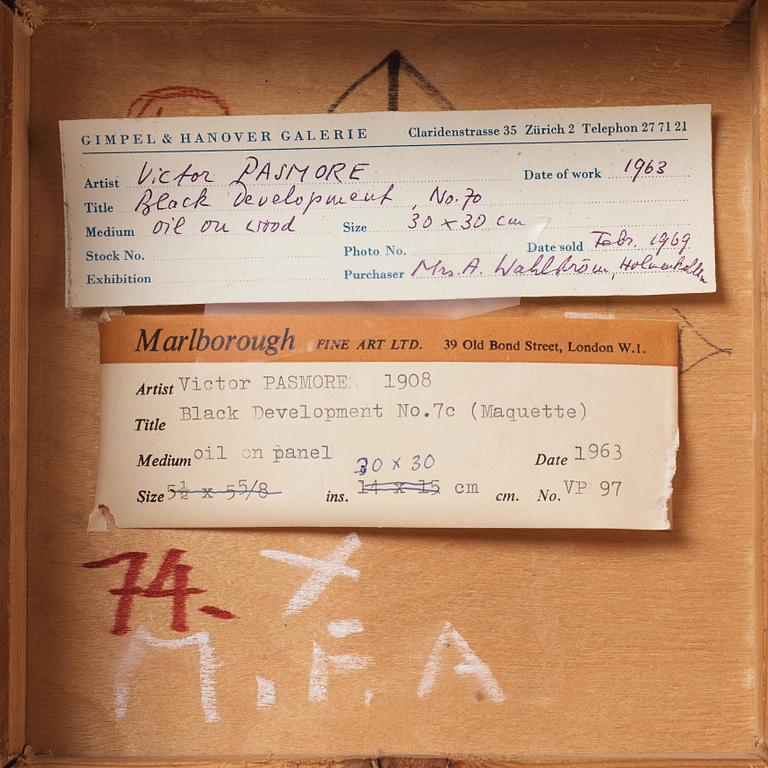 GIMPEL & HANOVER GALERIE Claridenstrasse 35 Zürich 2 Telephon 27 71 21
Artist Victor PASMORE Date of work 1963
Title Black Development, No. 70
Medium oil on wood Size 30 x 30 cm
Stock No. Photo No. Date sold Febr. 1969
Exhibition Purchaser Mrs. A. Wahlström,
Marlborough FINE ART LTD. 39 Old Bond Street, London W.1.
Artist Victor PASMORE 1908
Title Black Development No.7c (Maquette)
Medium oil on panel 30 x 30 Date 1963
Size 5½ x 5 5/8 ins. 14 x 15 cm cm. No. VP 97
74. X
M.F.A